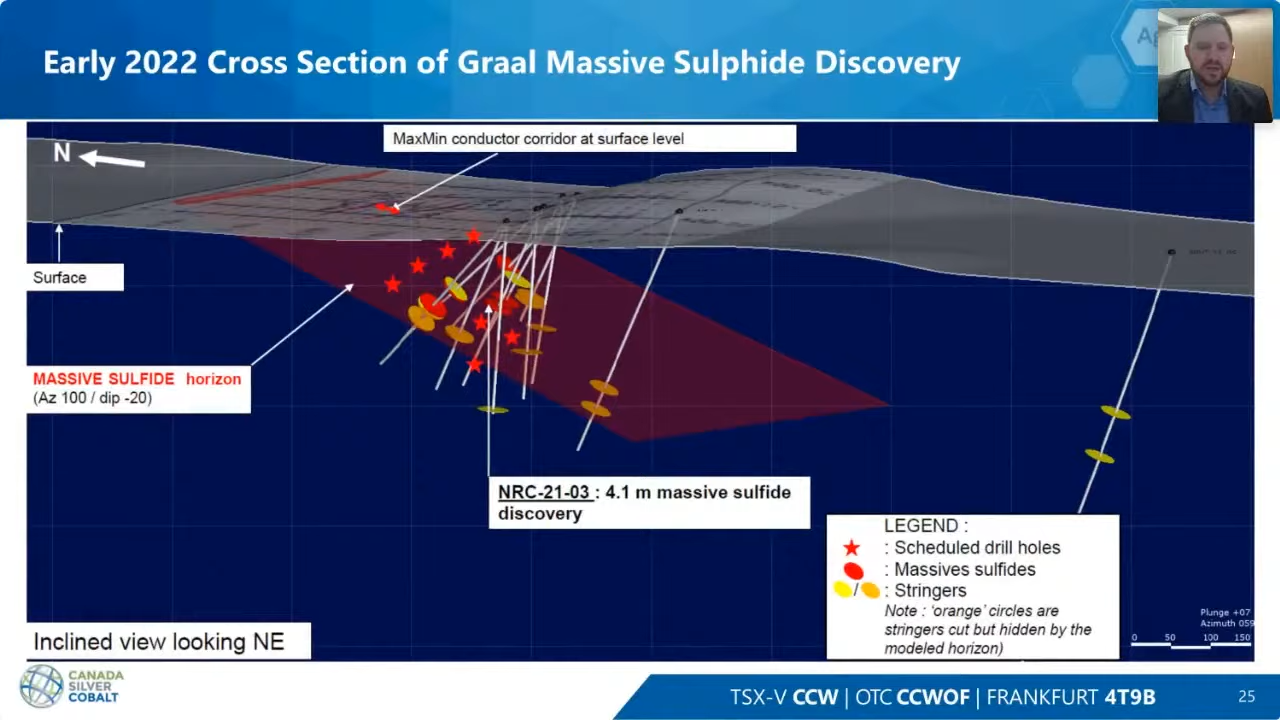 Early 2022 Cross Section of Graal Massive Sulphide Discovery
MaxMin conductor corridor at surface level
N
Surface
MASSIVE SULFIDE horizon
(Az 100 / dip -20)
NRC-21-03 : 4.1 m massive sulfide
discovery
LEGEND :
: Scheduled drill holes
: Massives sulfides
/ : Stringers
Note : ‘orange’ circles are
stringers cut but hidden by the
modeled horizon)
Plunge +07
Azimuth 059
0 50 100 150
Inclined view looking NE
CANADA
SILVER
COBALT
TSX-V CCW | OTC CCWOF | FRANKFURT 4T9B
25